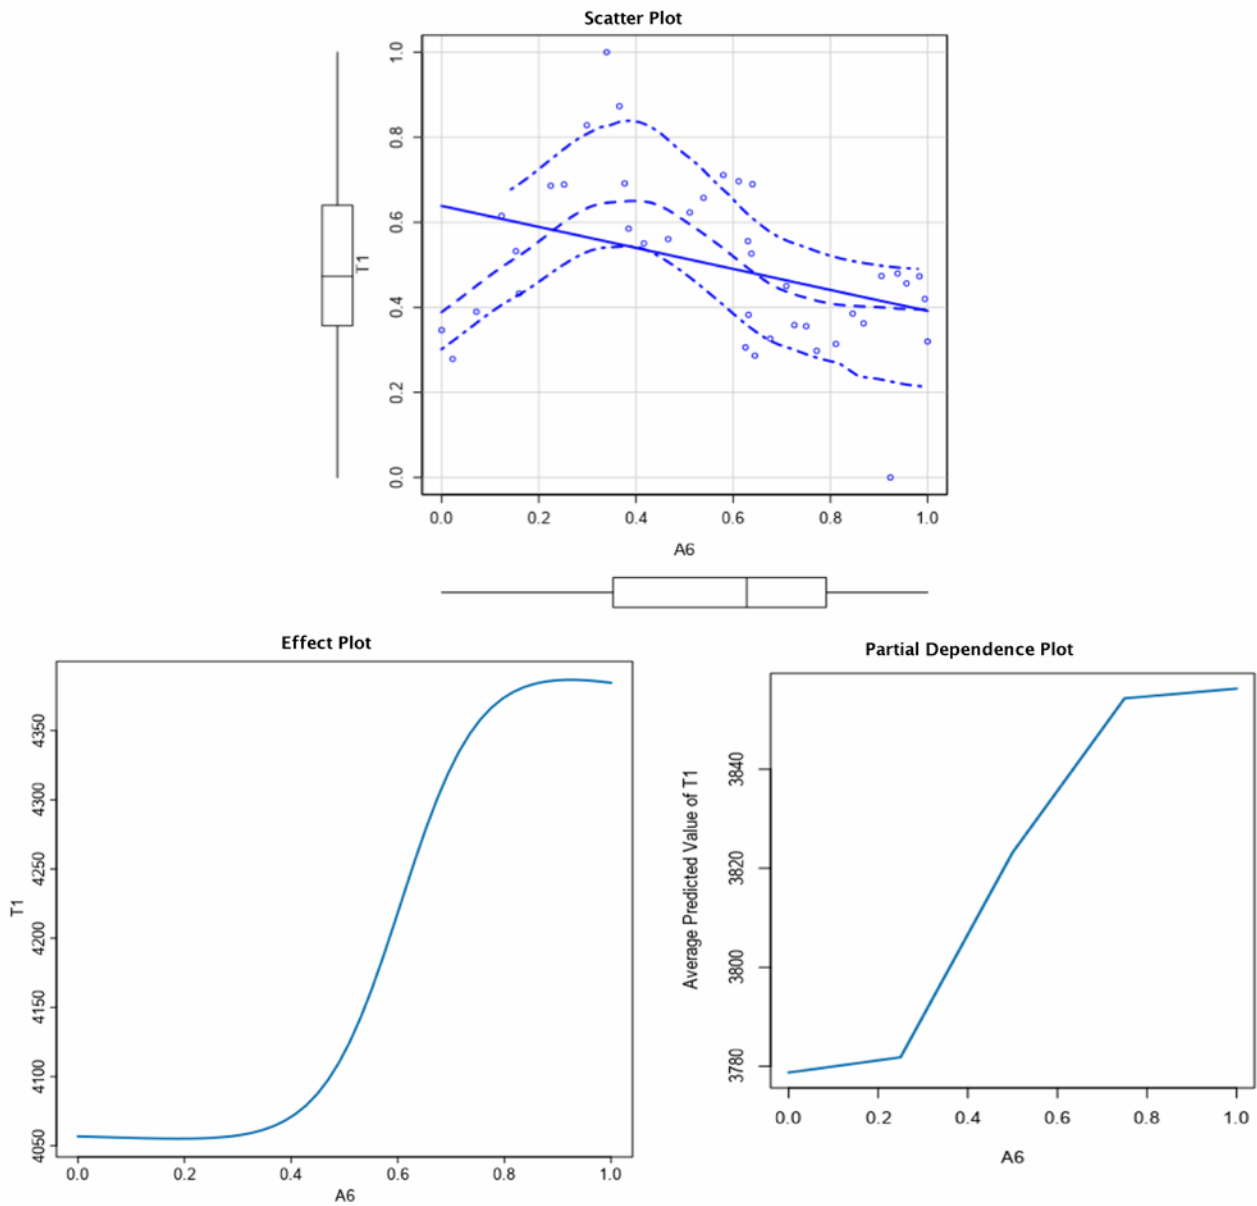 Scatter Plot
1.0
0.8
0.6
0.4
0.2
0.0
T1
0.0 0.2 0.4 0.6 0.8 1.0
A6
Effect Plot
4350
4300
4250
4200
4150
4100
4050
T1
0.0 0.2 0.4 0.6 0.8 1.0
A6
Partial Dependence Plot
3840
3820
3800
3780
Average Predicted Value of T1
0.0 0.2 0.4 0.6 0.8 1.0
A6